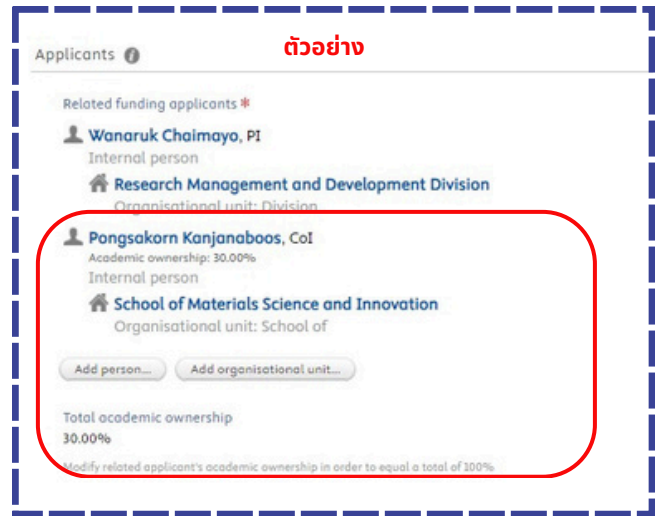 ตัวอย่าง
Applicants
Related funding applicants *
Wanaruk Chaimayo, PI
Internal person
Research Management and Development Division
Organisational unit: Division
Pongsakorn Kanjanaboos, CoI
Academic ownership: 30.00%
Internal person
School of Materials Science and Innovation
Organisational unit: School of
Add person... Add organisational unit...
Total academic ownership
30.00%
Modify related applicant's academic ownership in order to equal a total of 100%